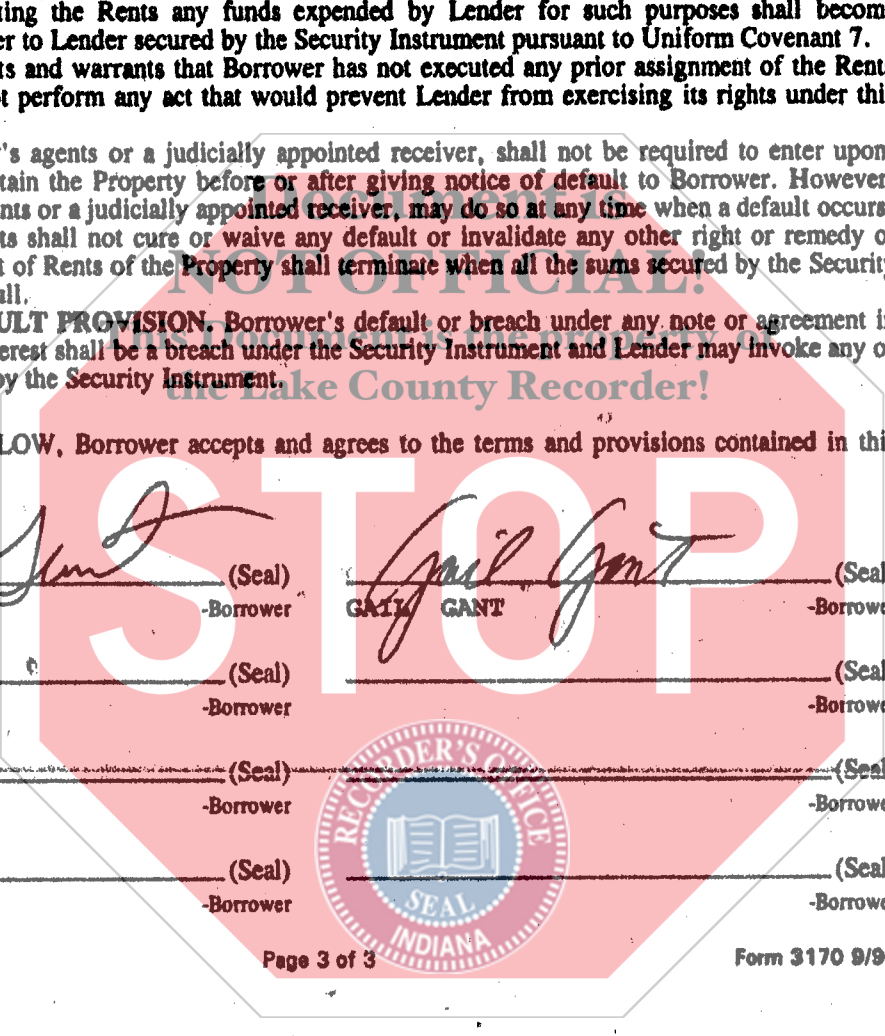 ting the Rents any funds expended by Lender for such purposes shall becom
er to Lender secured by the Security Instrument pursuant to Uniform Covenant 7.
ts and warrants that Borrower has not executed any prior assignment of the Rent
t perform any act that would prevent Lender from exercising its rights under thi
's agents or a judicially appointed receiver, shall not be required to enter upon
tain the Property before or after giving notice of default to Borrower. However
nts or a judicially appointed receiver, may do so at any time when a default occurs
ts shall not cure or waive any default or invalidate any other right or remedy o
t of Rents of the Property shall terminate when all the sums secured by the Security
ull.
ULT PROVISION. Borrower's default or breach under any note or agreement i
erest shall be a breach under the Security Instrument and Lender may invoke any o
by the Security Instrument.
Document is
NOT OFFICIAL!
This Document is the property of
the Lake County Recorder!
LOW, Borrower accepts and agrees to the terms and provisions contained in thi
STOP
Gant (Seal) Gail Gant (Seal
-Borrower GAIL GANT -Borrowe
(Seal) (Seal
-Borrower -Borrowe
(Seal) (Seal
-Borrower -Borrowe
(Seal) (Seal
-Borrower -Borrowe
RECORDER'S OFFICE
SEAL
INDIANA
Page 3 of 3 Form 3170 9/9